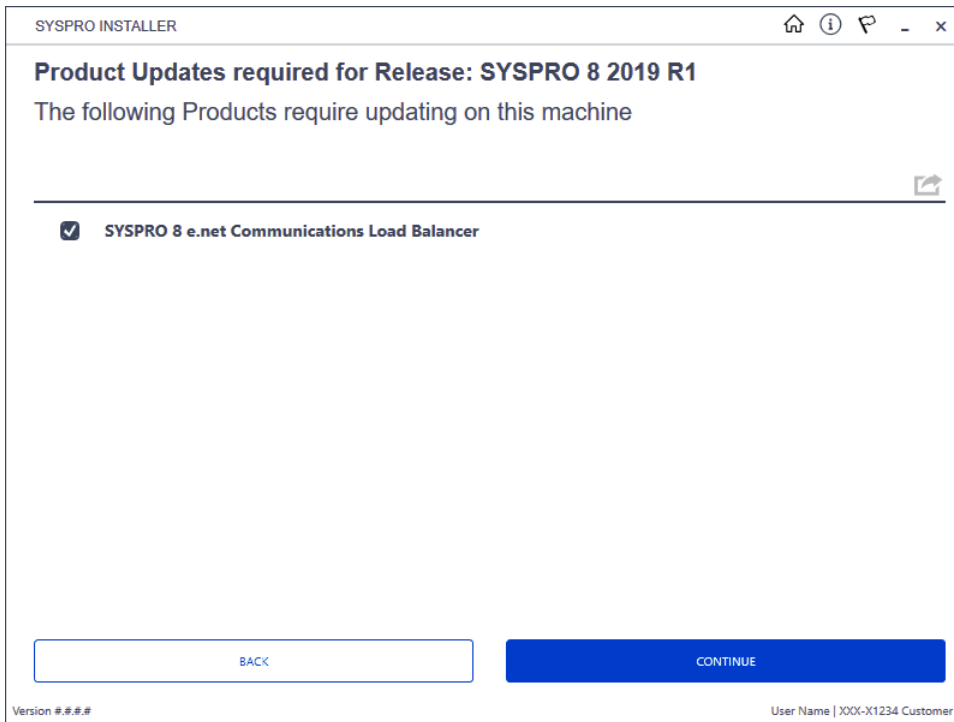 SYSPRO INSTALLER
Product Updates required for Release: SYSPRO 8 2019 R1
The following Products require updating on this machine
SYSPRO 8 e.net Communications Load Balancer
BACK
CONTINUE
Version #.#.#.#
User Name | XXX-X1234 Customer